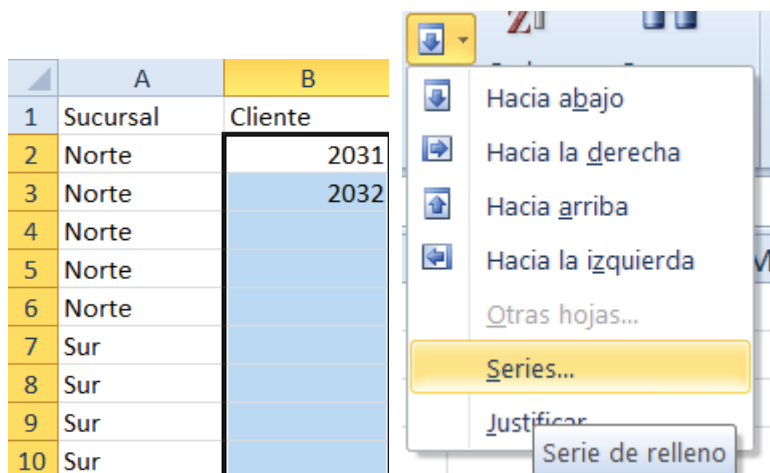 A B
1 Sucursal Cliente
2 Norte 2031
3 Norte 2032
4 Norte
5 Norte
6 Norte
7 Sur
8 Sur
9 Sur
10 Sur
Hacia abajo
Hacia la derecha
Hacia arriba
Hacia la izquierda
Otras hojas...
Series...
Justificar
Serie de relleno